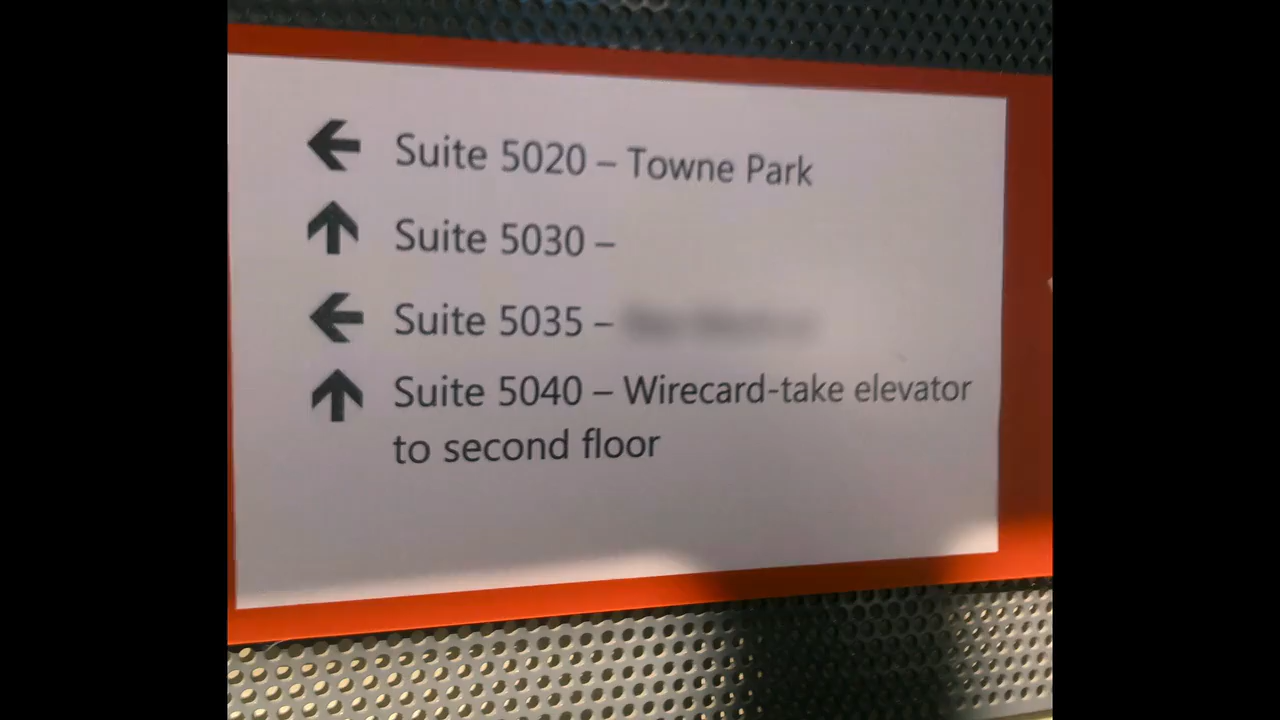 Suite 5020 – Towne Park
Suite 5030 –
Suite 5035 –
Suite 5040 – Wirecard-take elevator
to second floor